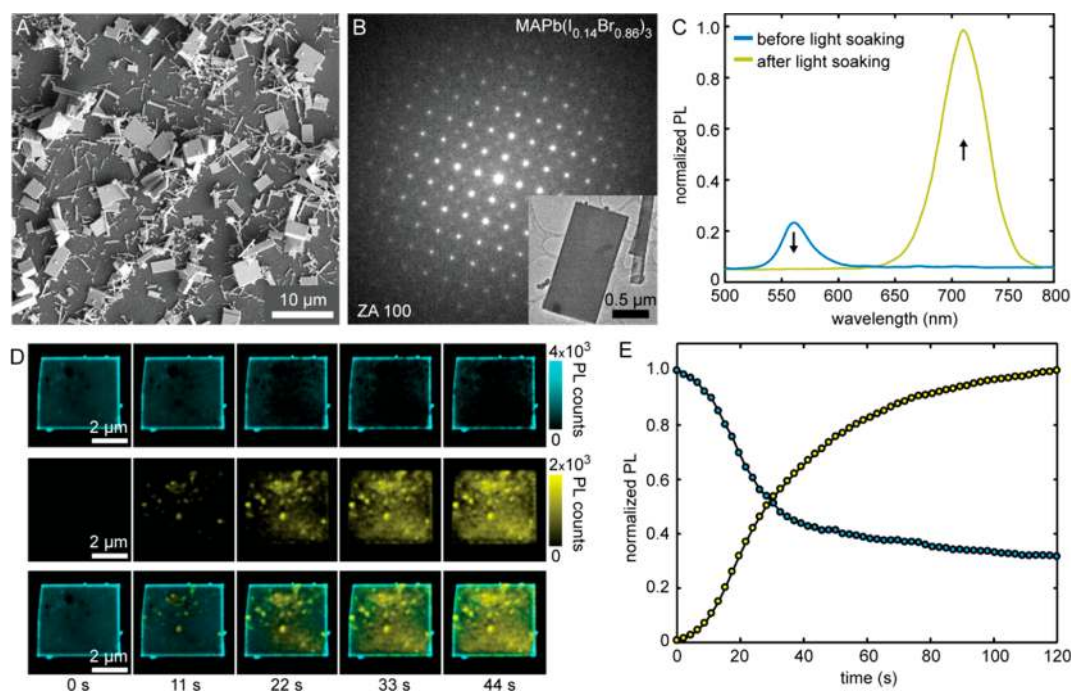 A
10 µm
B
MAPb(I0.14Br0.86)3
ZA 100
0.5 µm
C
before light soaking
after light soaking
normalized PL
1.0
0.8
0.6
0.4
0.2
0
500 550 600 650 700 750 800
wavelength (nm)
D
2 µm
4x10³
PL counts
0
2 µm
2x10³
PL counts
0
2 µm
0 s 11 s 22 s 33 s 44 s
E
normalized PL
1.0
0.8
0.6
0.4
0.2
0
0 20 40 60 80 100 120
time (s)